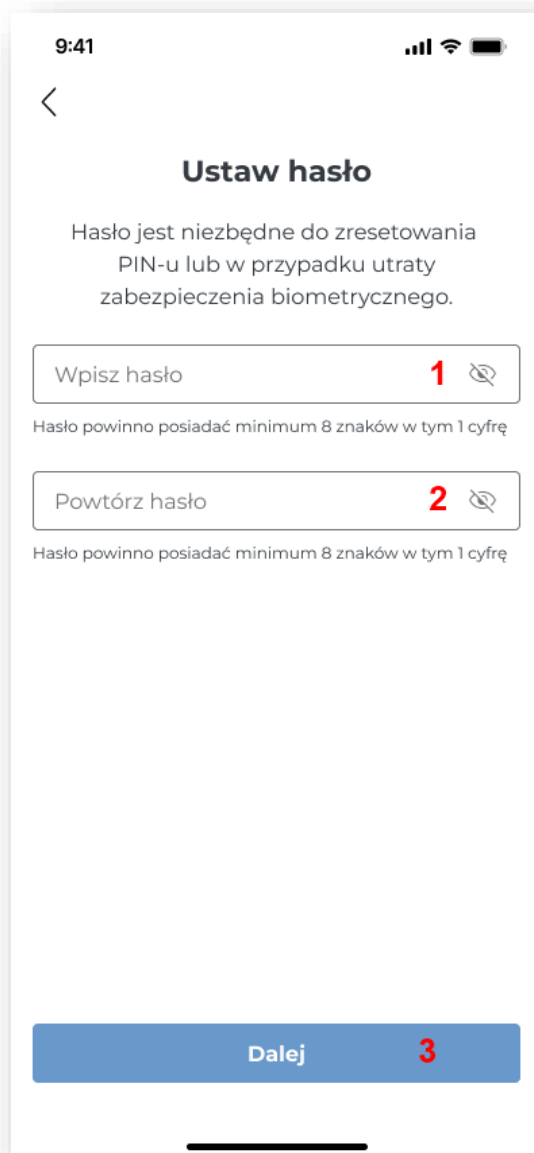 9:41
Ustaw hasło
Hasło jest niezbędne do zresetowania
PIN-u lub w przypadku utraty
zabezpieczenia biometrycznego.
Wpisz hasło 1
Hasło powinno posiadać minimum 8 znaków w tym 1 cyfrę
Powtórz hasło 2
Hasło powinno posiadać minimum 8 znaków w tym 1 cyfrę
Dalej 3